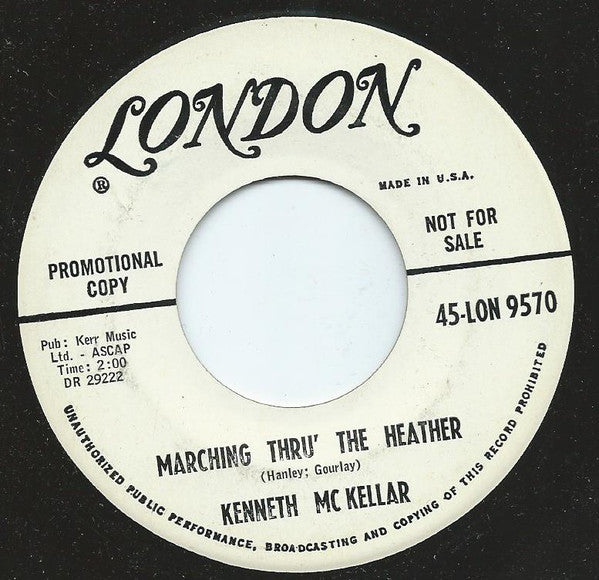 LONDON
®
MADE IN U.S.A.
PROMOTIONAL
COPY
NOT FOR
SALE
45-LON 9570
Pub: Kerr Music
Ltd. - ASCAP
Time: 2:00
DR 29222
MARCHING THRU' THE HEATHER
(Hanley; Gourlay)
KENNETH MC KELLAR
UNAUTHORIZED PUBLIC PERFORMANCE, BROADCASTING AND COPYING OF THIS RECORD PROHIBITED